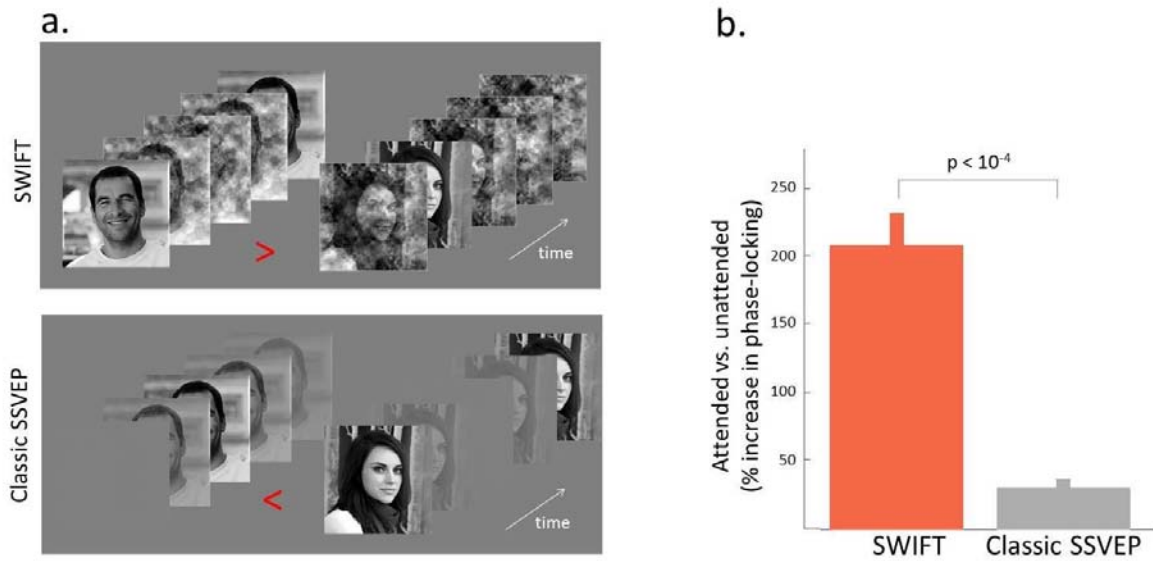 a.
SWIFT
>
time
Classic SSVEP
<
time
b.
p < 10⁻⁴
Attended vs. unattended
(% increase in phase-locking)
250
200
150
100
50
SWIFT
Classic SSVEP